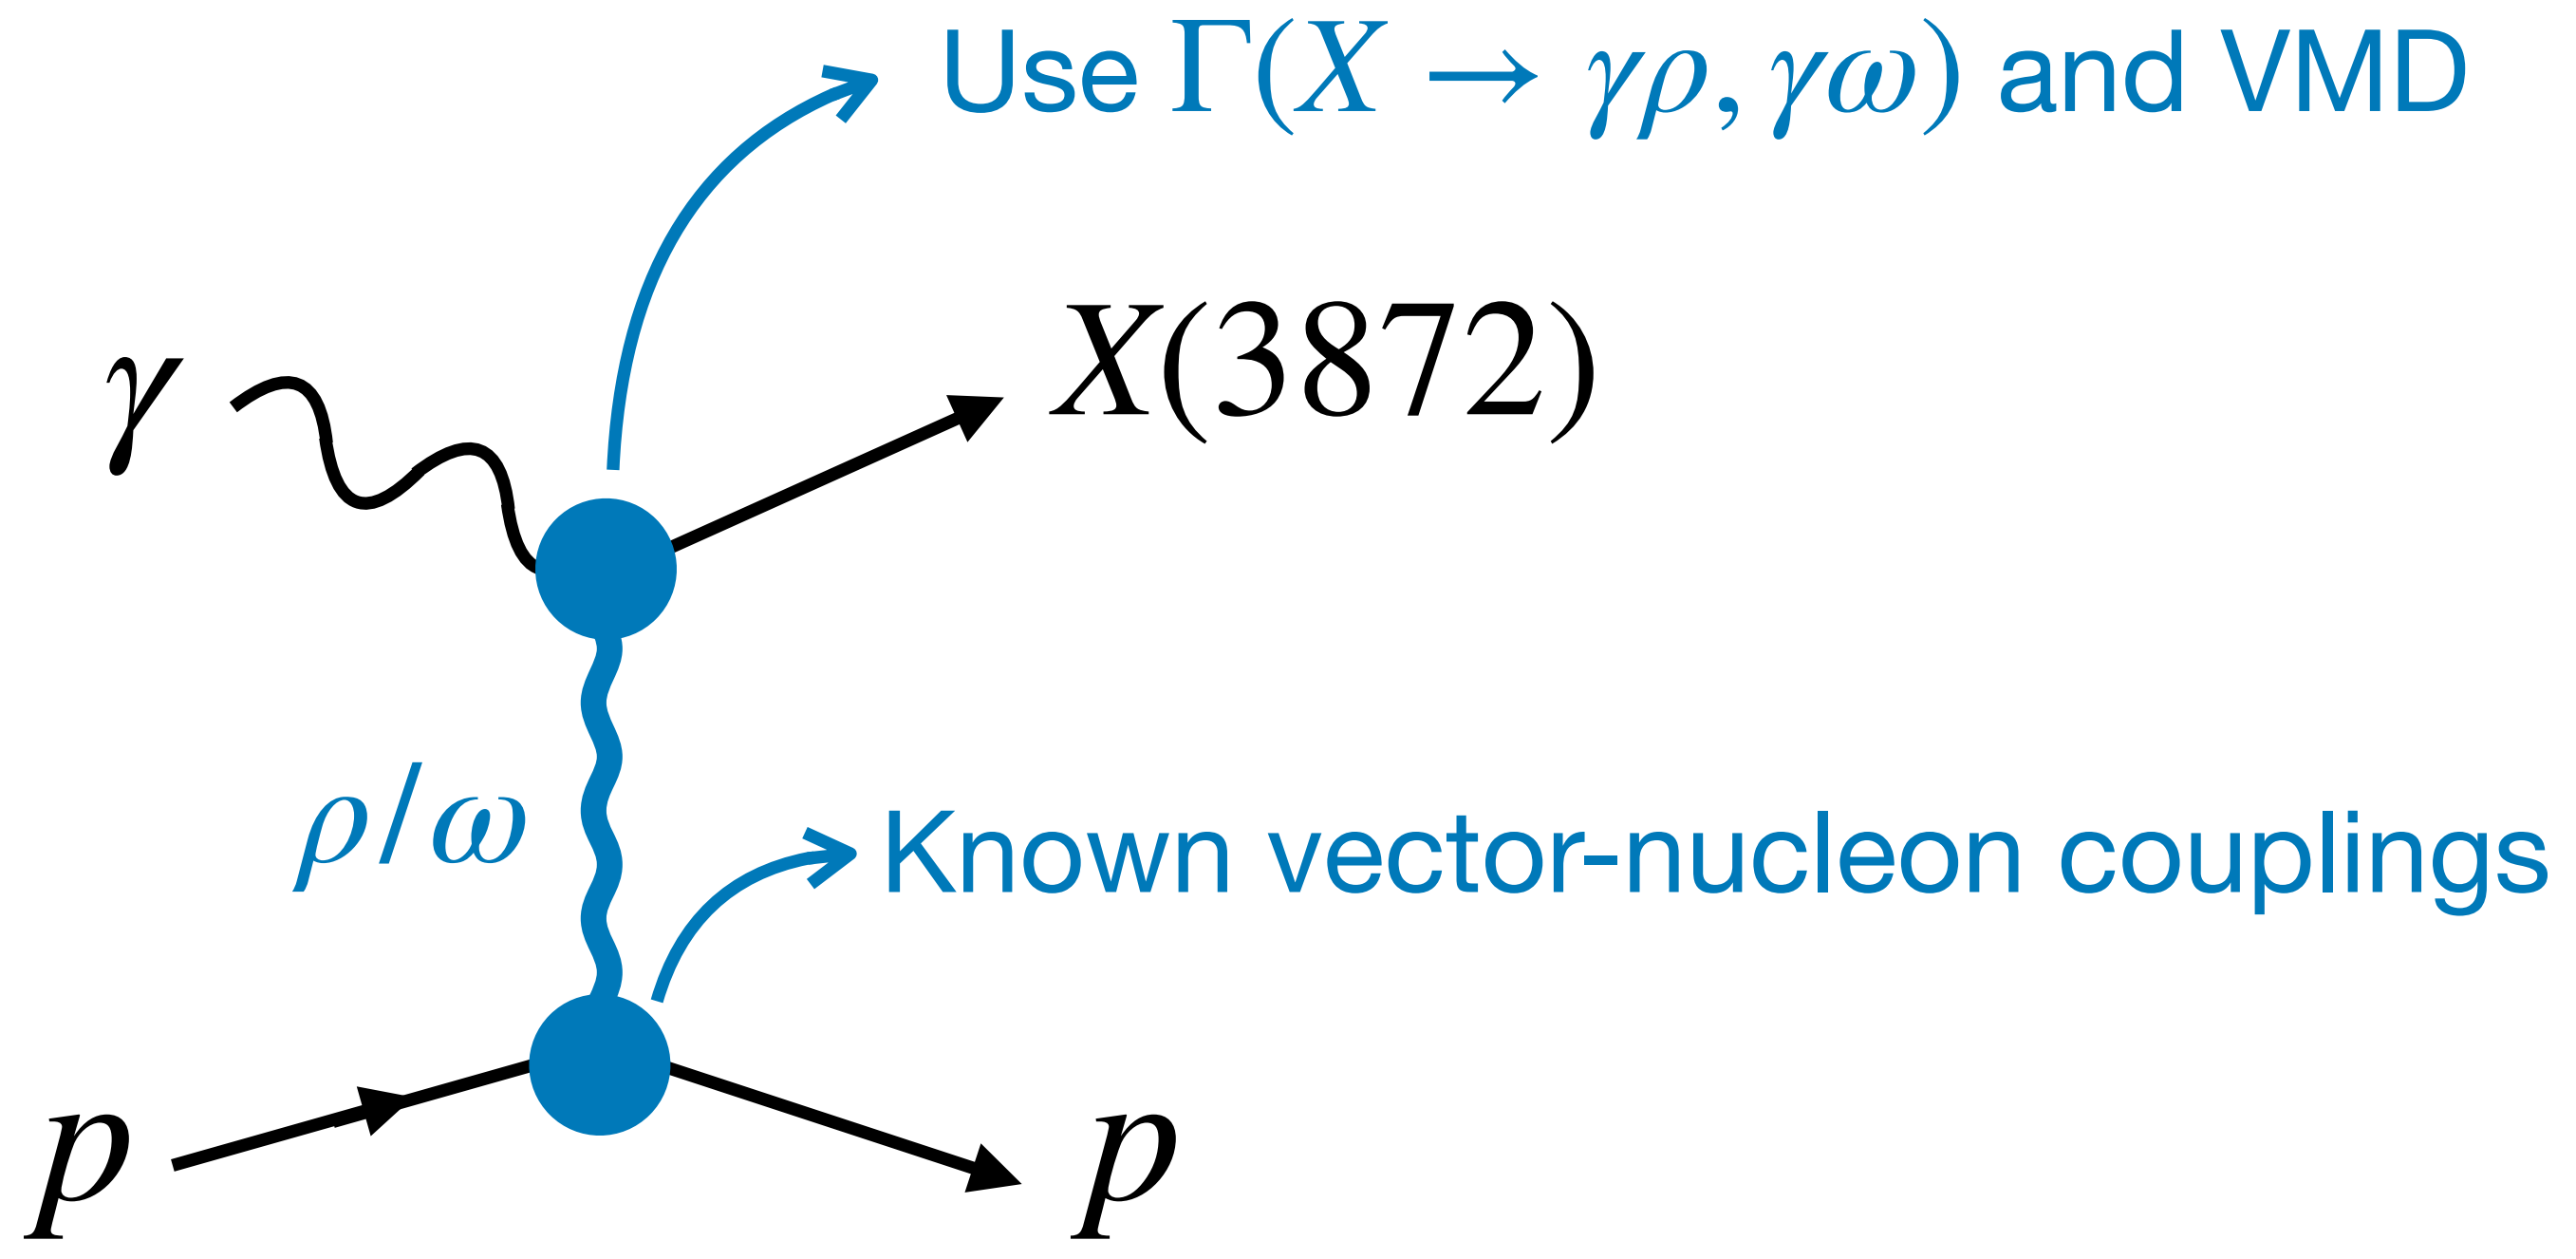 Use Γ(X → γρ, γω) and VMD
γ
X(3872)
ρ/ω
Known vector-nucleon couplings
p
p